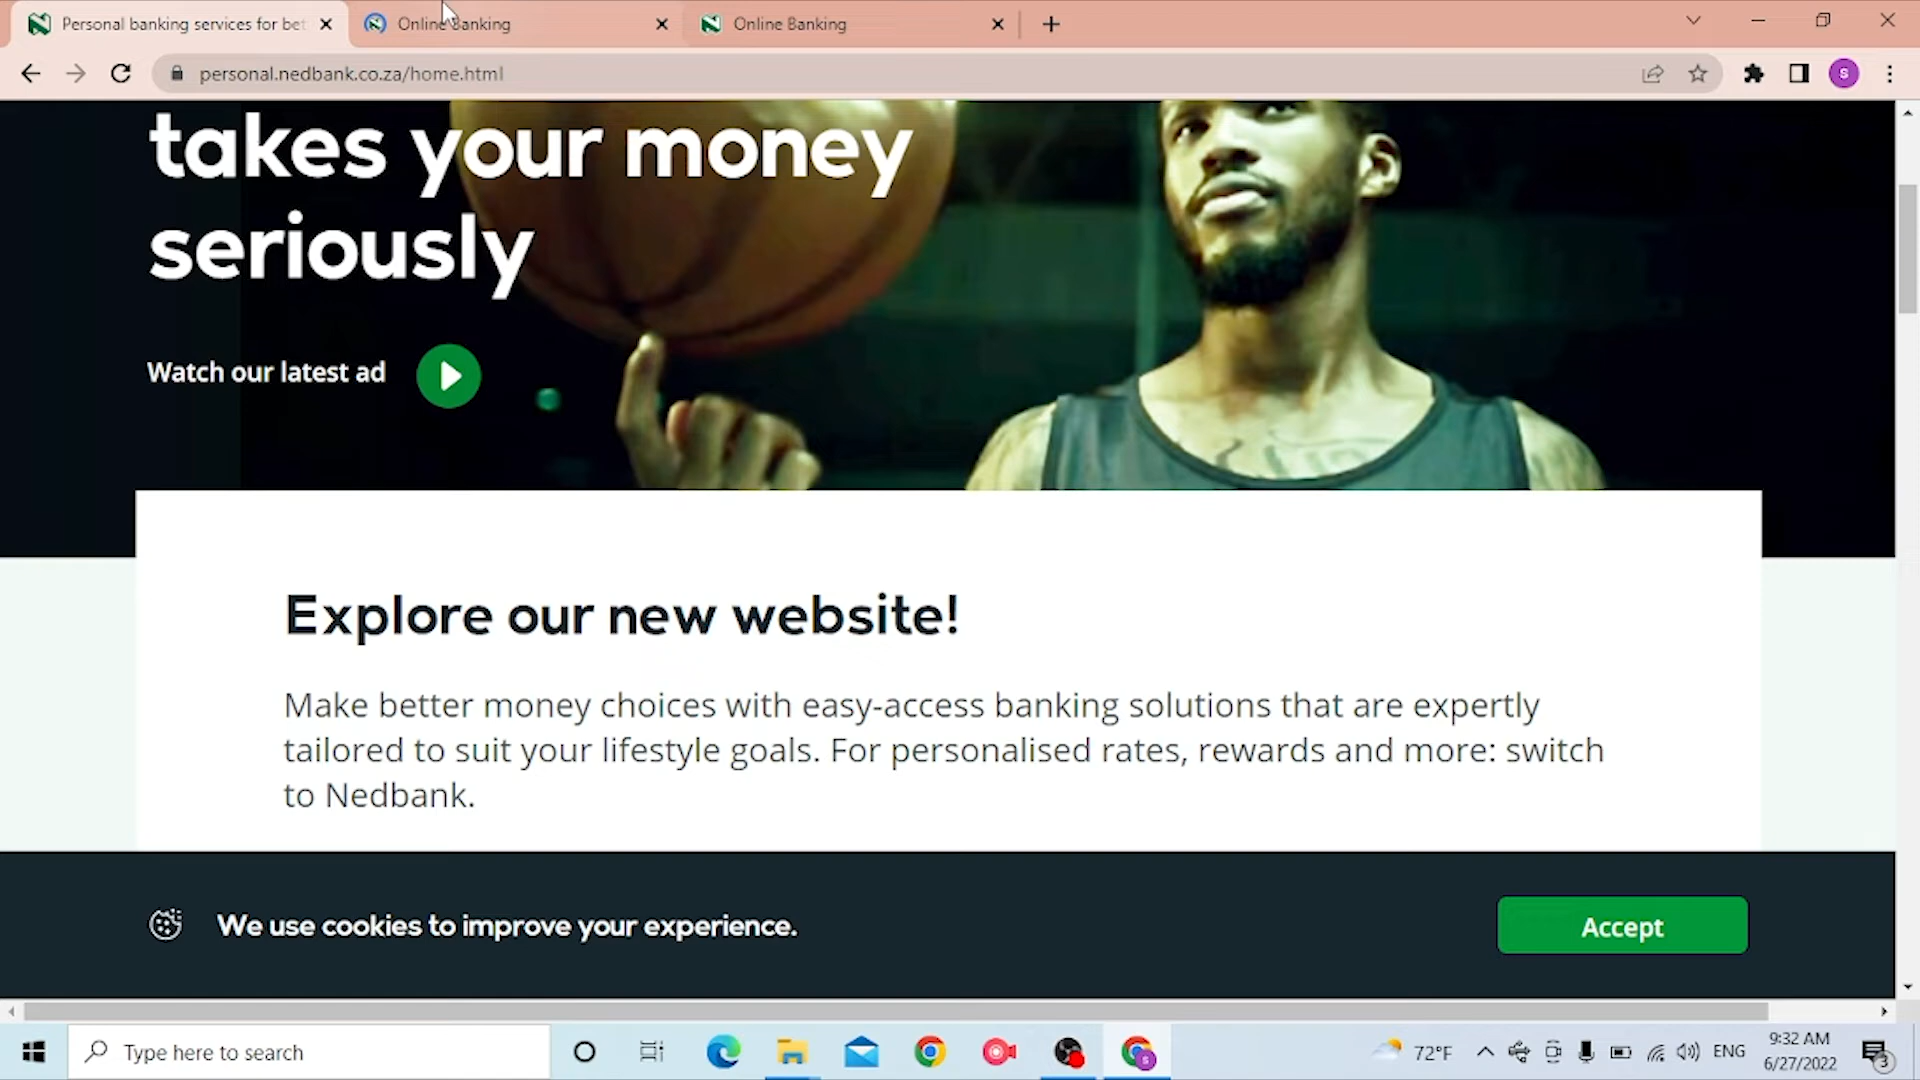 Personal banking services for bet
Online Banking
Online Banking
personal.nedbank.co.za/home.html
S
takes your money
seriously
Watch our latest ad
Explore our new website!
Make better money choices with easy-access banking solutions that are expertly
tailored to suit your lifestyle goals. For personalised rates, rewards and more: switch
to Nedbank.
We use cookies to improve your experience.
Accept
Type here to search
72°F
ENG
9:32 AM
6/27/2022
3